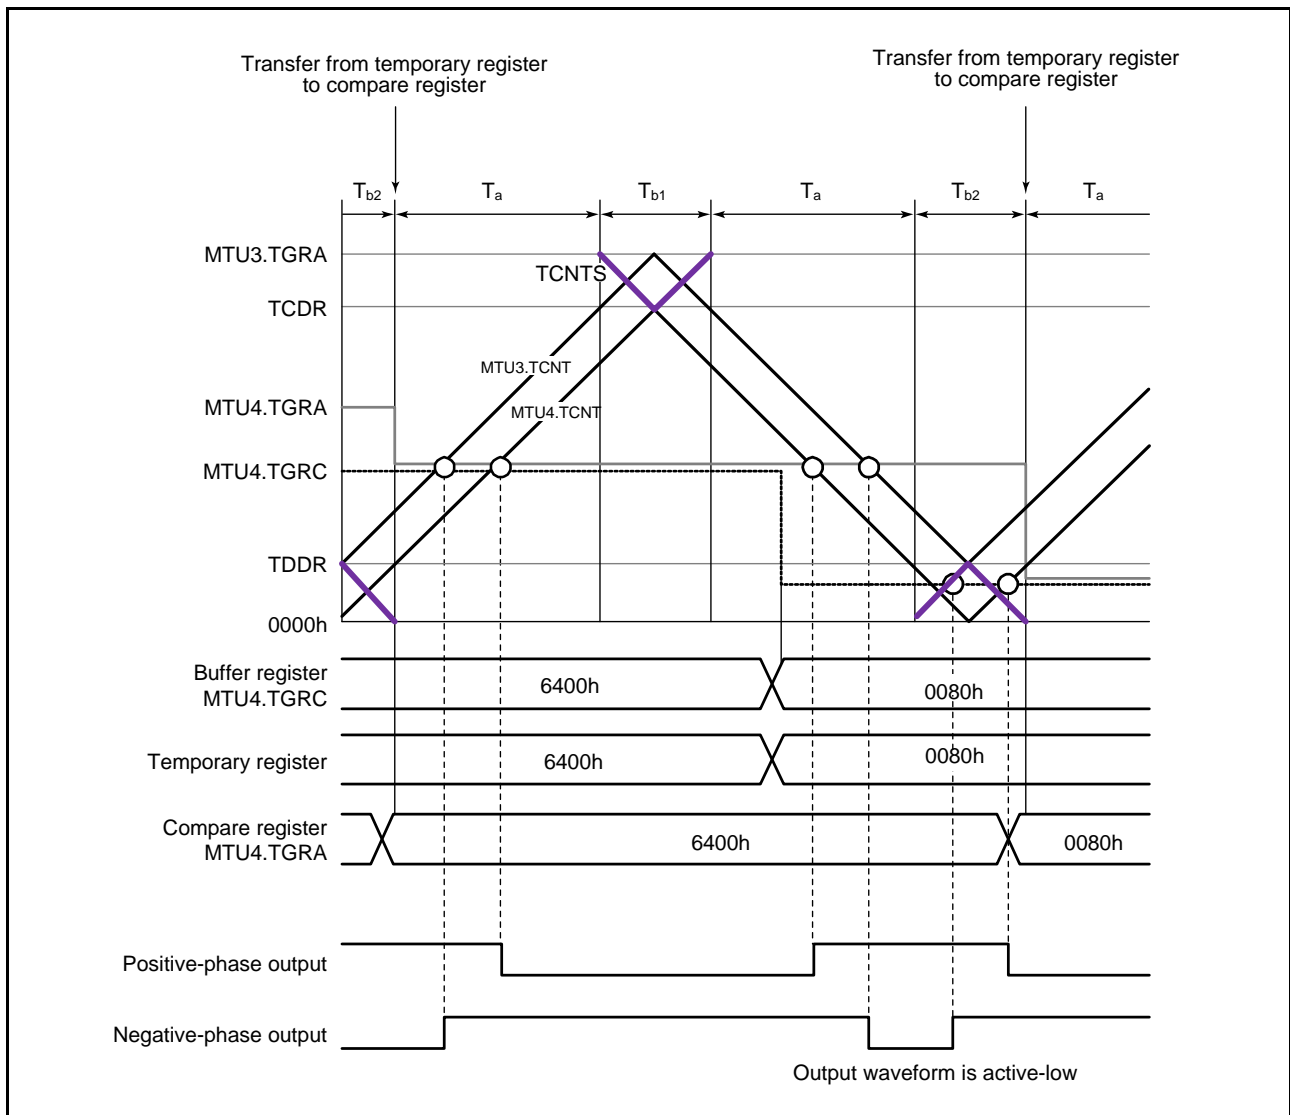 Transfer from temporary register
to compare register
Transfer from temporary register
to compare register
Tb2
Ta
Tb1
Ta
Tb2
Ta
MTU3.TGRA
TCNTS
TCDR
MTU3.TCNT
MTU4.TGRA
MTU4.TCNT
MTU4.TGRC
TDDR
0000h
Buffer register
MTU4.TGRC
6400h
0080h
Temporary register
6400h
0080h
Compare register
MTU4.TGRA
6400h
0080h
Positive-phase output
Negative-phase output
Output waveform is active-low